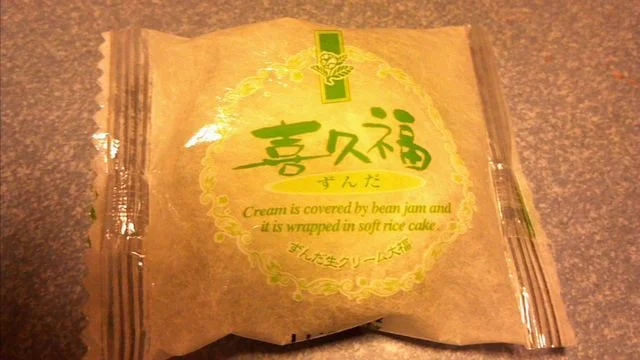 喜久福
ずんだ
Cream is covered by bean jam and
it is wrapped in soft rice cake.
ずんだ生クリーム大福